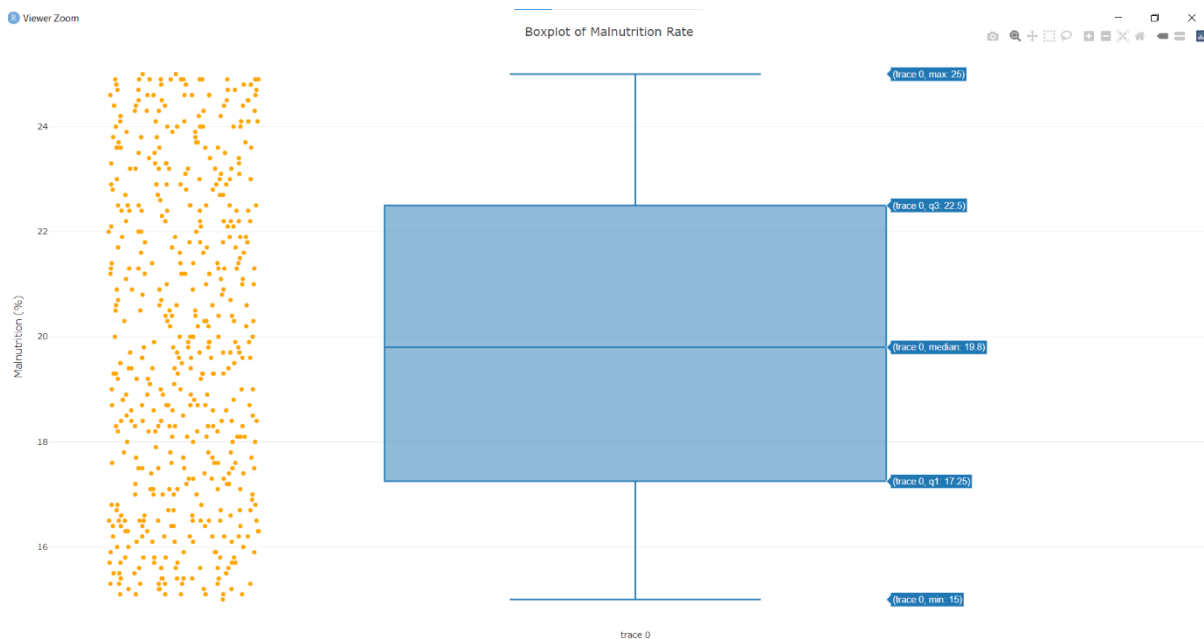 R Viewer Zoom
Boxplot of Malnutrition Rate
(trace 0, max: 25)
24
(trace 0, q3: 22.5)
22
Malnutrition (%)
20
(trace 0, median: 19.8)
18
(trace 0, q1: 17.25)
16
(trace 0, min: 15)
trace 0